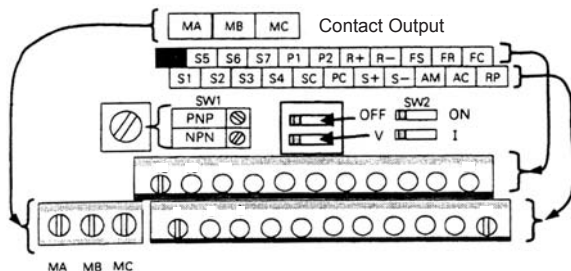 MA MB MC Contact Output
S5 S6 S7 P1 P2 R+ R− FS FR FC
S1 S2 S3 S4 SC PC S+ S− AM AC RP
SW1
PNP
NPN
SW2
OFF ON
V I
MA MB MC